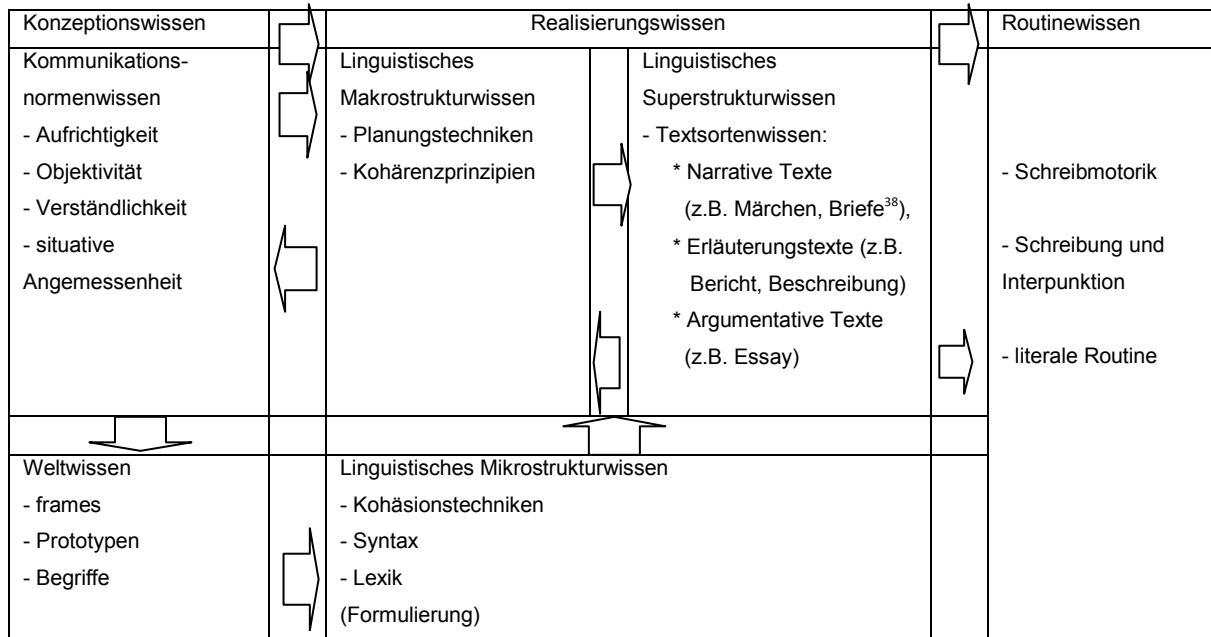 Konzeptionswissen
Realisierungswissen
Routinewissen
Kommunikations-
normenwissen
- Aufrichtigkeit
- Objektivität
- Verständlichkeit
- situative
Angemessenheit
Linguistisches
Makrostrukturwissen
- Planungstechniken
- Kohärenzprinzipien
Linguistisches
Superstrukturwissen
- Textsortenwissen:
* Narrative Texte
(z.B. Märchen, Briefe³⁸),
* Erläuterungstexte (z.B.
Bericht, Beschreibung)
* Argumentative Texte
(z.B. Essay)
- Schreibmotorik
- Schreibung und
Interpunktion
- literale Routine
Weltwissen
- frames
- Prototypen
- Begriffe
Linguistisches Mikrostrukturwissen
- Kohäsionstechniken
- Syntax
- Lexik
(Formulierung)